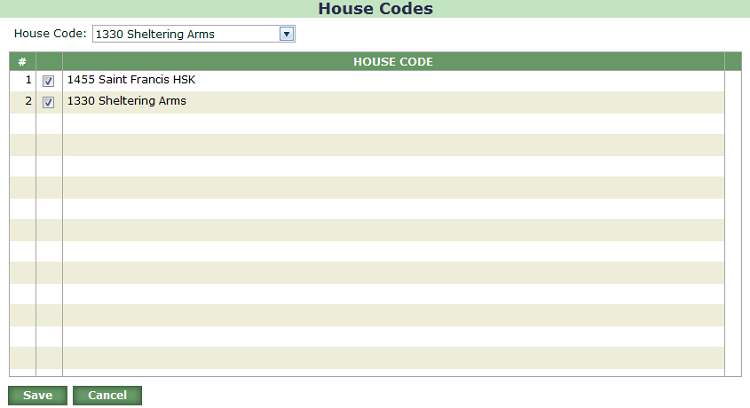 House Codes
House Code: 1330 Sheltering Arms
# HOUSE CODE
1 1455 Saint Francis HSK
2 1330 Sheltering Arms
Save Cancel